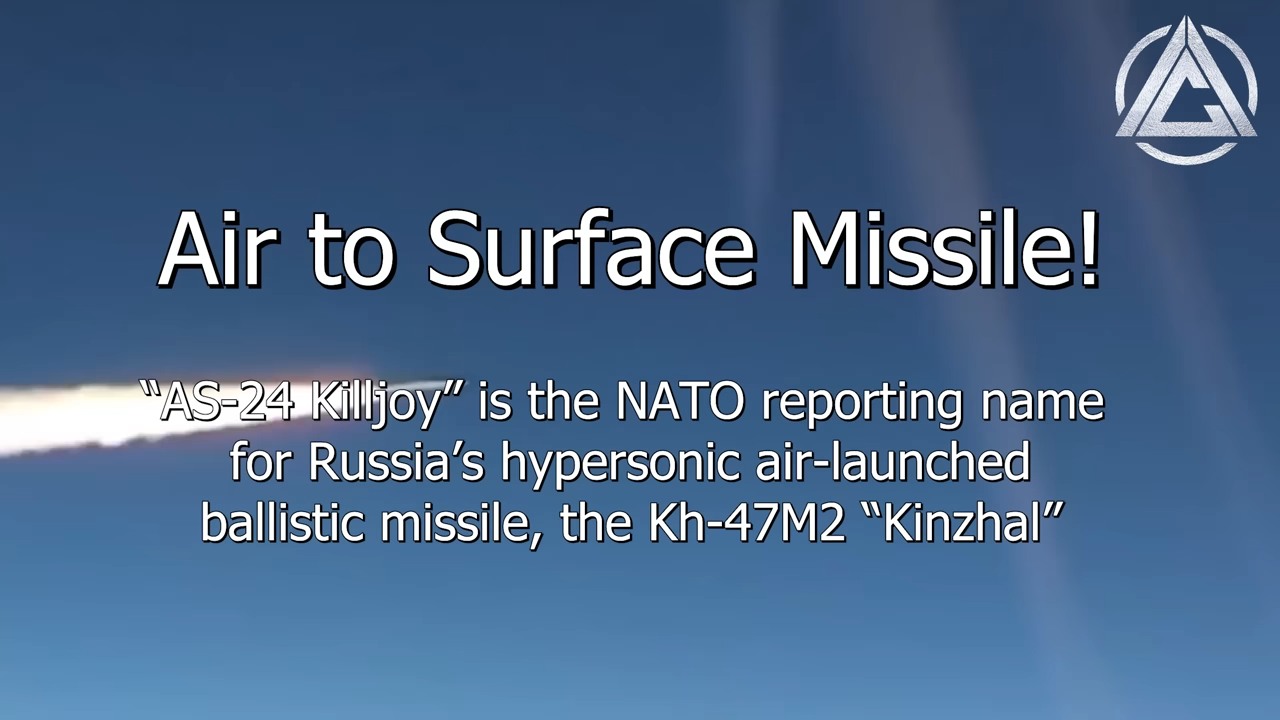 Air to Surface Missile!
“AS-24 Killjoy” is the NATO reporting name
for Russia’s hypersonic air-launched
ballistic missile, the Kh-47M2 “Kinzhal”